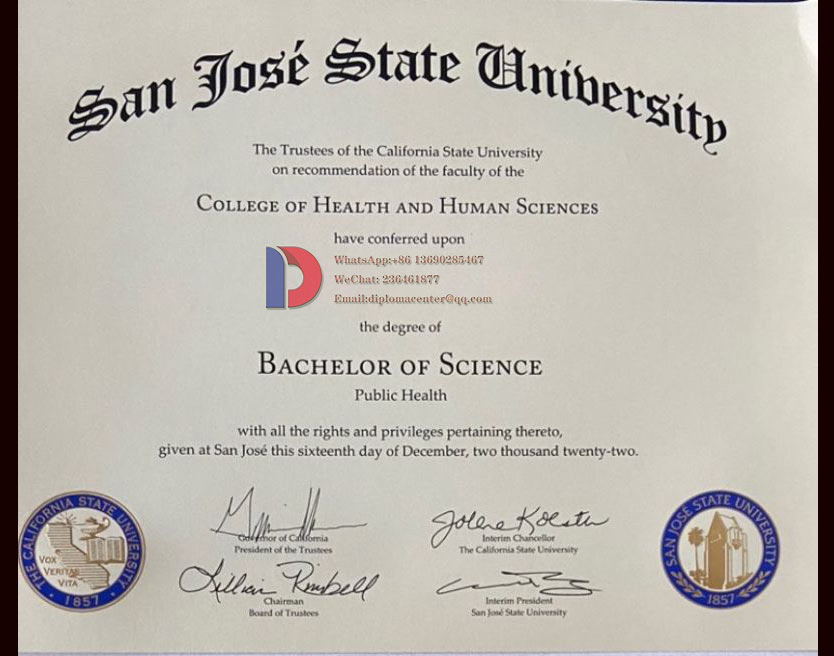 San José State University
The Trustees of the California State University
on recommendation of the faculty of the
College of Health and Human Sciences
have conferred upon
WhatsApp:+86 13690285467
WeChat: 236461877
Email:diplomacenter@qq.com
the degree of
Bachelor of Science
Public Health
with all the rights and privileges pertaining thereto,
given at San José this sixteenth day of December, two thousand twenty-two.
Governor of California
President of the Trustees
Jolene Koester
Interim Chancellor
The California State University
Lillian Kimbell
Chairman
Board of Trustees
Interim President
San José State University
THE CALIFORNIA STATE UNIVERSITY
VOX
VERITAS
VITA
1857
SAN JOSÉ STATE UNIVERSITY
1857